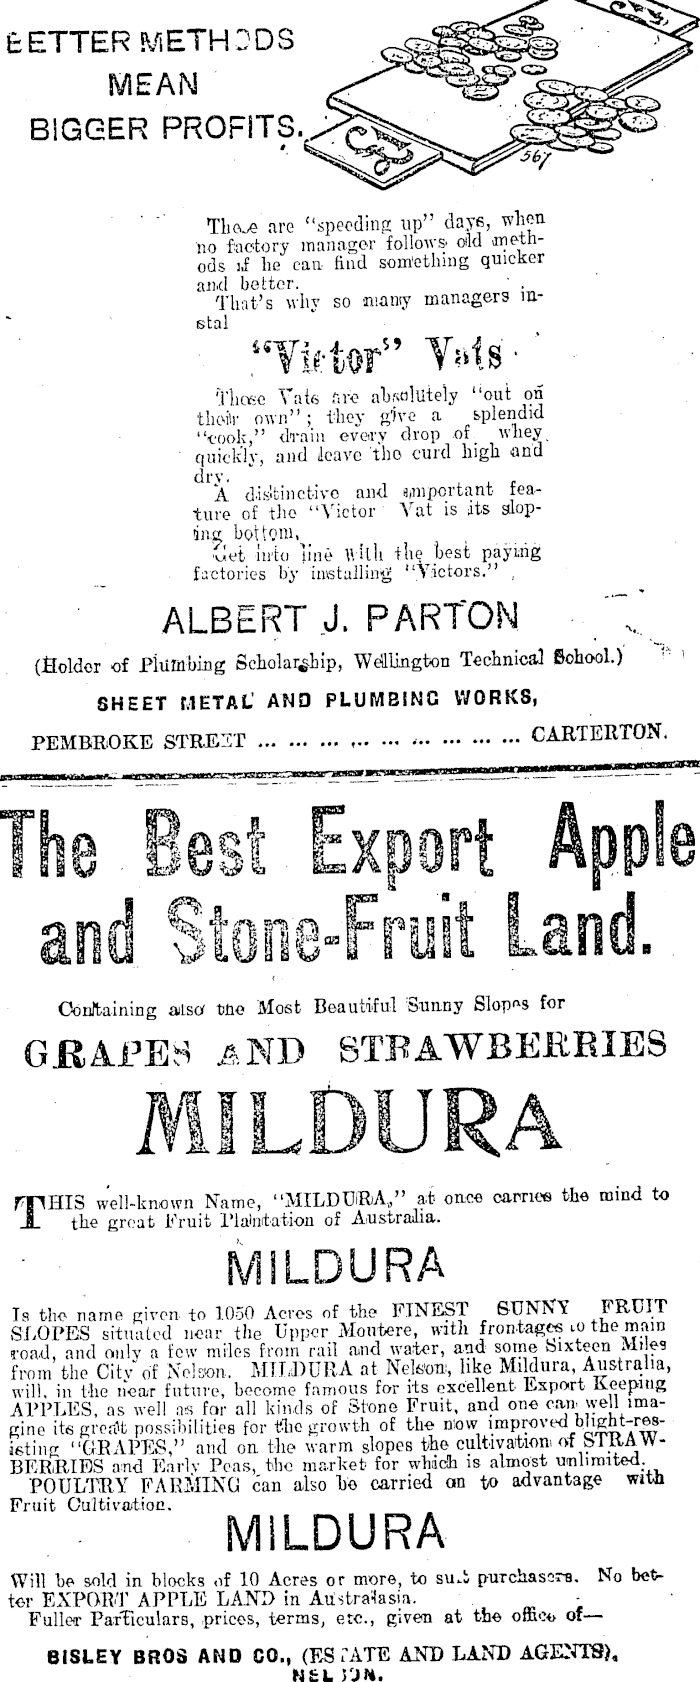 BETTER METHODS
MEAN
BIGGER PROFITS.
567
These are "speeding up" days, when
no factory manager follows old meth-
ods if he can find something quicker
and better.
That's why so many managers in-
stal
"Victor" Vats
These Vats are absolutely "out on
their own"; they give a splendid
"cook," drain every drop of whey
quickly, and leave the curd high and
dry.
A distinctive and important fea-
ture of the "Victor Vat is its slop-
ing bottom,
Get into line with the best paying
factories by installing "Victors."
ALBERT J. PARTON
(Holder of Plumbing Scholarship, Wellington Technical School.)
SHEET METAL AND PLUMBING WORKS,
PEMBROKE STREET ... ... ... ... ... ... ... ... ... ... CARTERTON.
The Best Export Apple
and Stone-Fruit Land.
Containing also the Most Beautiful Sunny Slopes for
GRAPES AND STRAWBERRIES
MILDURA
THIS well-known Name, "MILDURA," at once carries the mind to
the great Fruit Plaintation of Australia.
MILDURA
Is the name given to 1050 Acres of the FINEST SUNNY FRUIT
SLOPES situated near the Upper Moutere, with frontages to the main
road, and only a few miles from rail and water, and some Sixteen Miles
from the City of Nelson. MILDURA at Nelson, like Mildura, Australia,
will, in the near future, become famous for its excellent Export Keeping
APPLES, as well as for all kinds of Stone Fruit, and one can well ima-
gine its great possibilities for the growth of the now improved blight-res-
isting "GRAPES," and on the warm slopes the cultivation of STRAW-
BERRIES and Early Peas, the market for which is almost unlimited.
POULTRY FARMING can also be carried on to advantage with
Fruit Cultivation.
MILDURA
Will be sold in blocks of 10 Acres or more, to suit purchasers. No bet-
ter EXPORT APPLE LAND in Australasia.
Fuller Particulars, prices, terms, etc., given at the office of—
BISLEY BROS AND CO., (ESTATE AND LAND AGENTS),
NELSON.